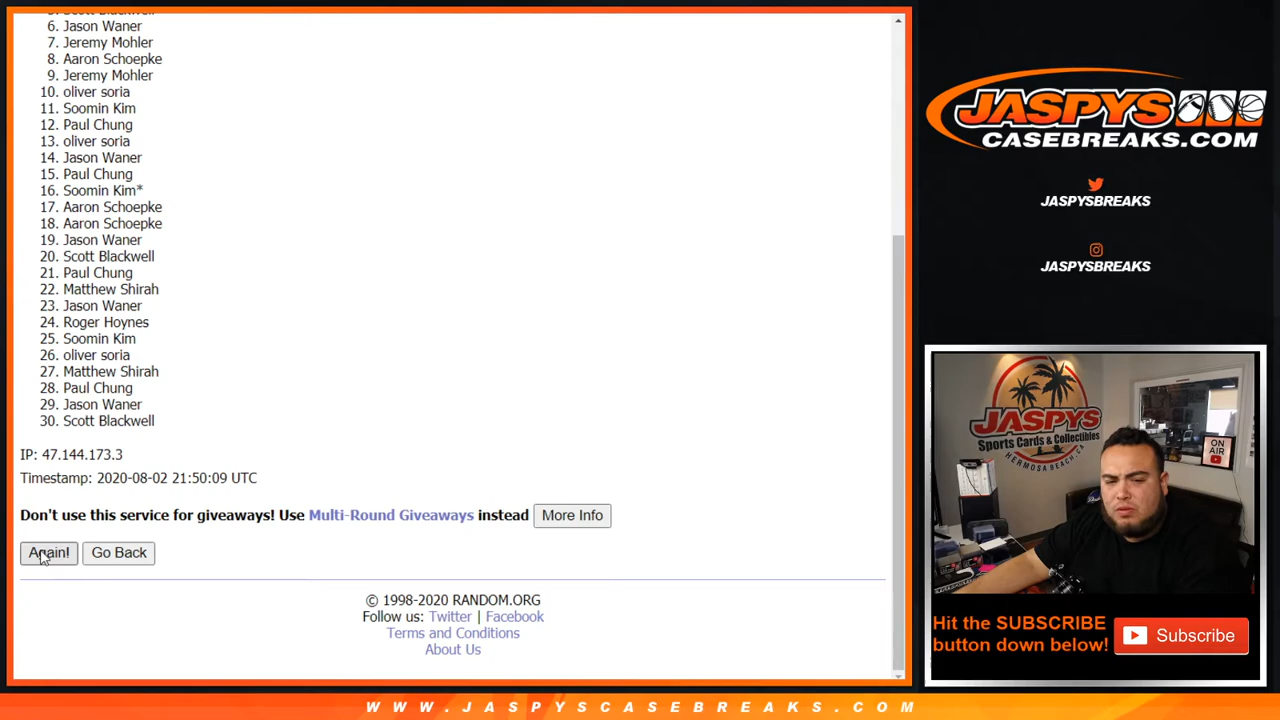 6. Jason Waner
7. Jeremy Mohler
8. Aaron Schoepke
9. Jeremy Mohler
10. oliver soria
11. Soomin Kim
12. Paul Chung
13. oliver soria
14. Jason Waner
15. Paul Chung
16. Soomin Kim*
17. Aaron Schoepke
18. Aaron Schoepke
19. Jason Waner
20. Scott Blackwell
21. Paul Chung
22. Matthew Shirah
23. Jason Waner
24. Roger Hoynes
25. Soomin Kim
26. oliver soria
27. Matthew Shirah
28. Paul Chung
29. Jason Waner
30. Scott Blackwell
IP: 47.144.173.3
Timestamp: 2020-08-02 21:50:09 UTC
Don't use this service for giveaways! Use Multi-Round Giveaways instead More Info
Again! Go Back
© 1998-2020 RANDOM.ORG
Follow us: Twitter | Facebook
Terms and Conditions
About Us
JASPYS
CASEBREAKS.COM
JASPYSBREAKS
JASPYSBREAKS
JASPYS
Sports Cards & Collectibles
HERMOSA BEACH, CA
ON
AIR
Hit the SUBSCRIBE
button down below!
Subscribe
WWW.JASPYSCASEBREAKS.COM